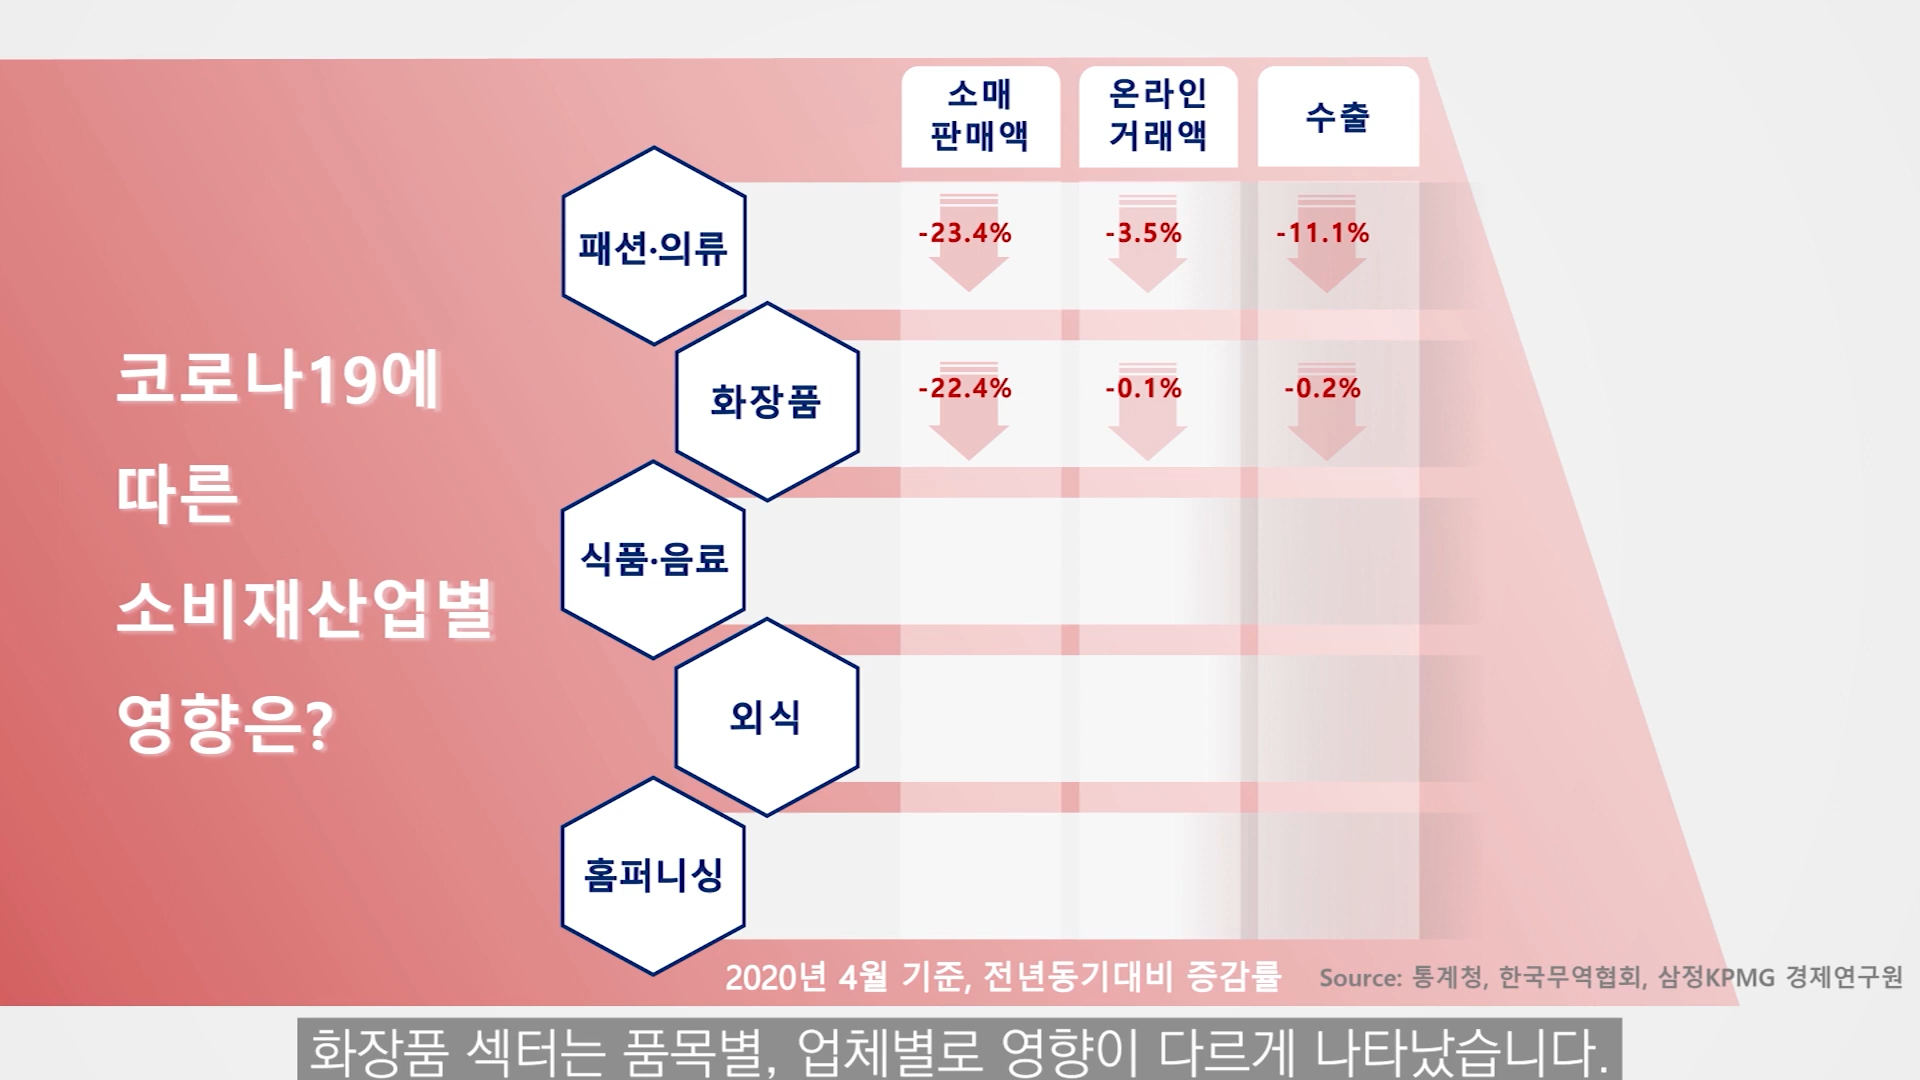 소매
판매액
온라인
거래액
수출
패션·의류
-23.4%
-3.5%
-11.1%
화장품
-22.4%
-0.1%
-0.2%
식품·음료
외식
홈퍼니싱
코로나19에
따른
소비재산업별
영향은?
2020년 4월 기준, 전년동기대비 증감률
Source: 통계청, 한국무역협회, 삼정KPMG 경제연구원
화장품 섹터는 품목별, 업체별로 영향이 다르게 나타났습니다.